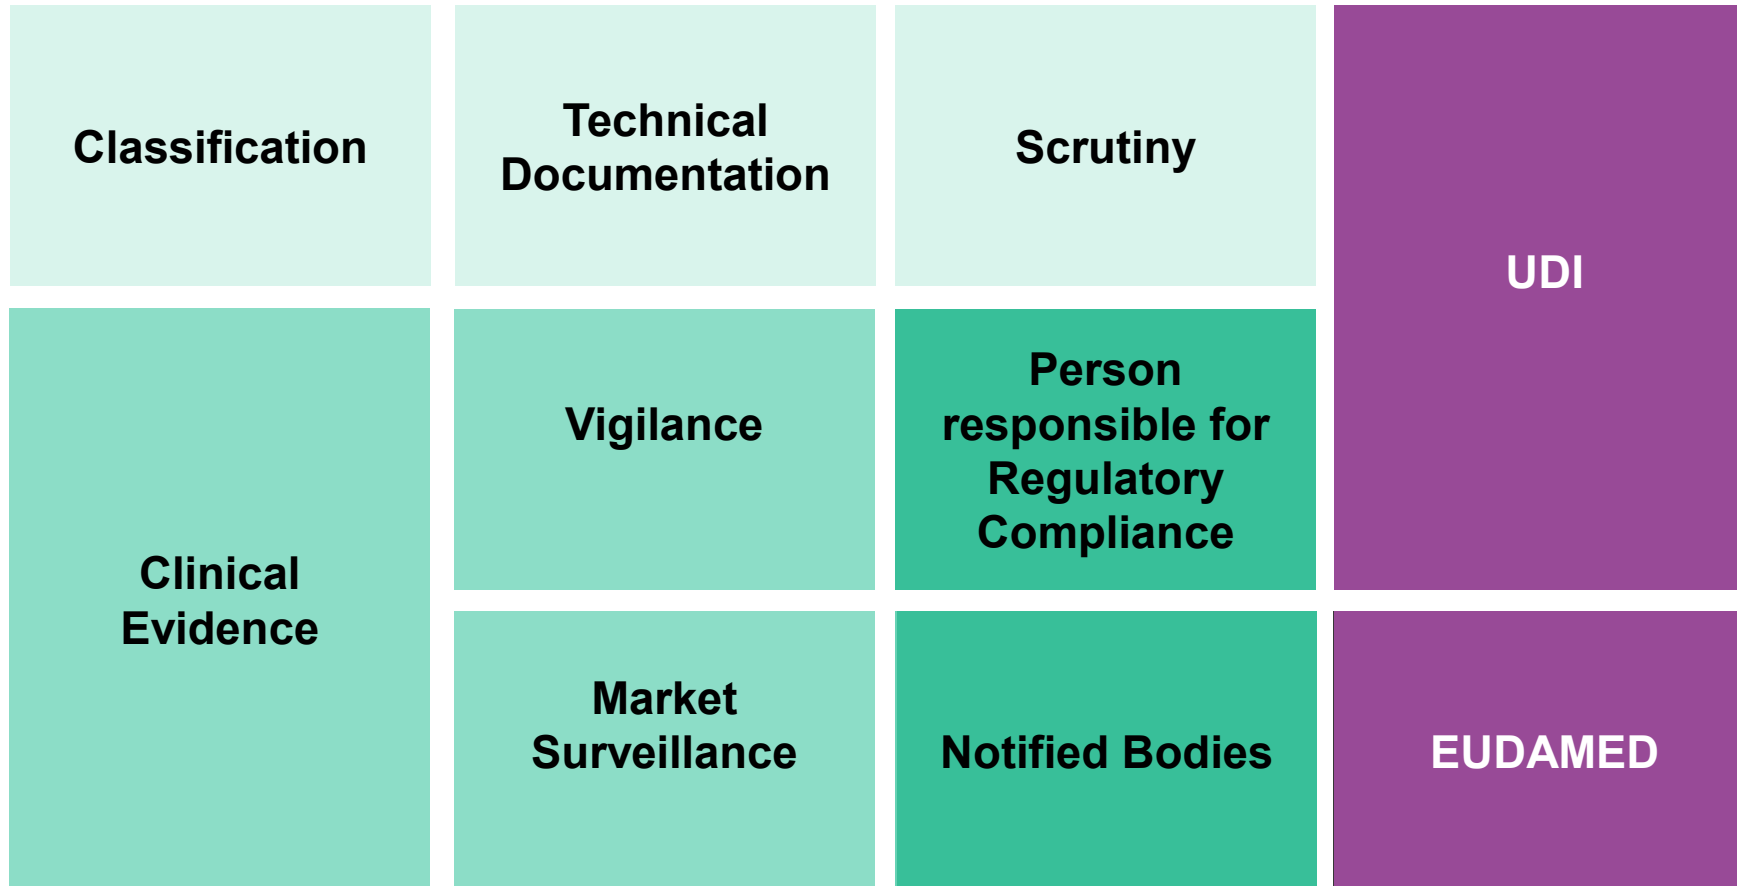 Classification
Technical
Documentation
Scrutiny
UDI
Clinical
Evidence
Vigilance
Person
responsible for
Regulatory
Compliance
Market
Surveillance
Notified Bodies
EUDAMED